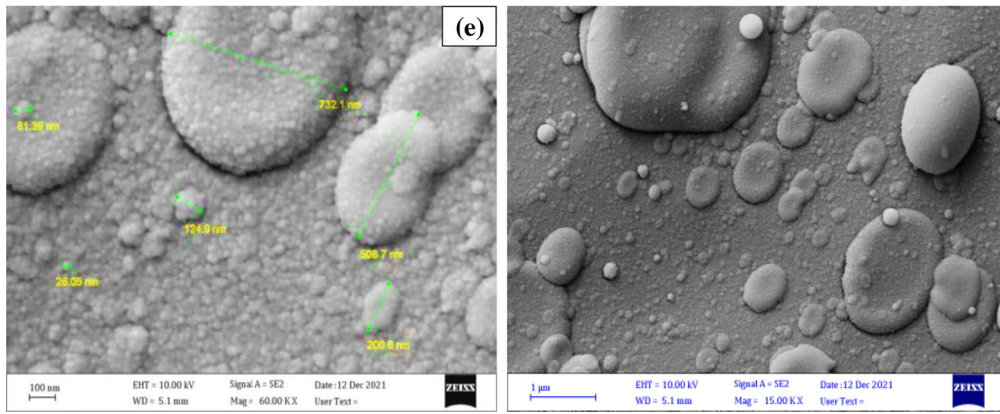 (e)
732.1 nm
81.39 nm
124.9 nm
508.7 nm
26.05 nm
200.6 nm
100 nm
EHT = 10.00 kV
Signal A = SE2
Date : 12 Dec 2021
ZEISS
WD = 5.1 mm
Mag = 60.00 K X
User Text =
1 µm
EHT = 10.00 kV
Signal A = SE2
Date : 12 Dec 2021
ZEISS
WD = 5.1 mm
Mag = 15.00 K X
User Text =